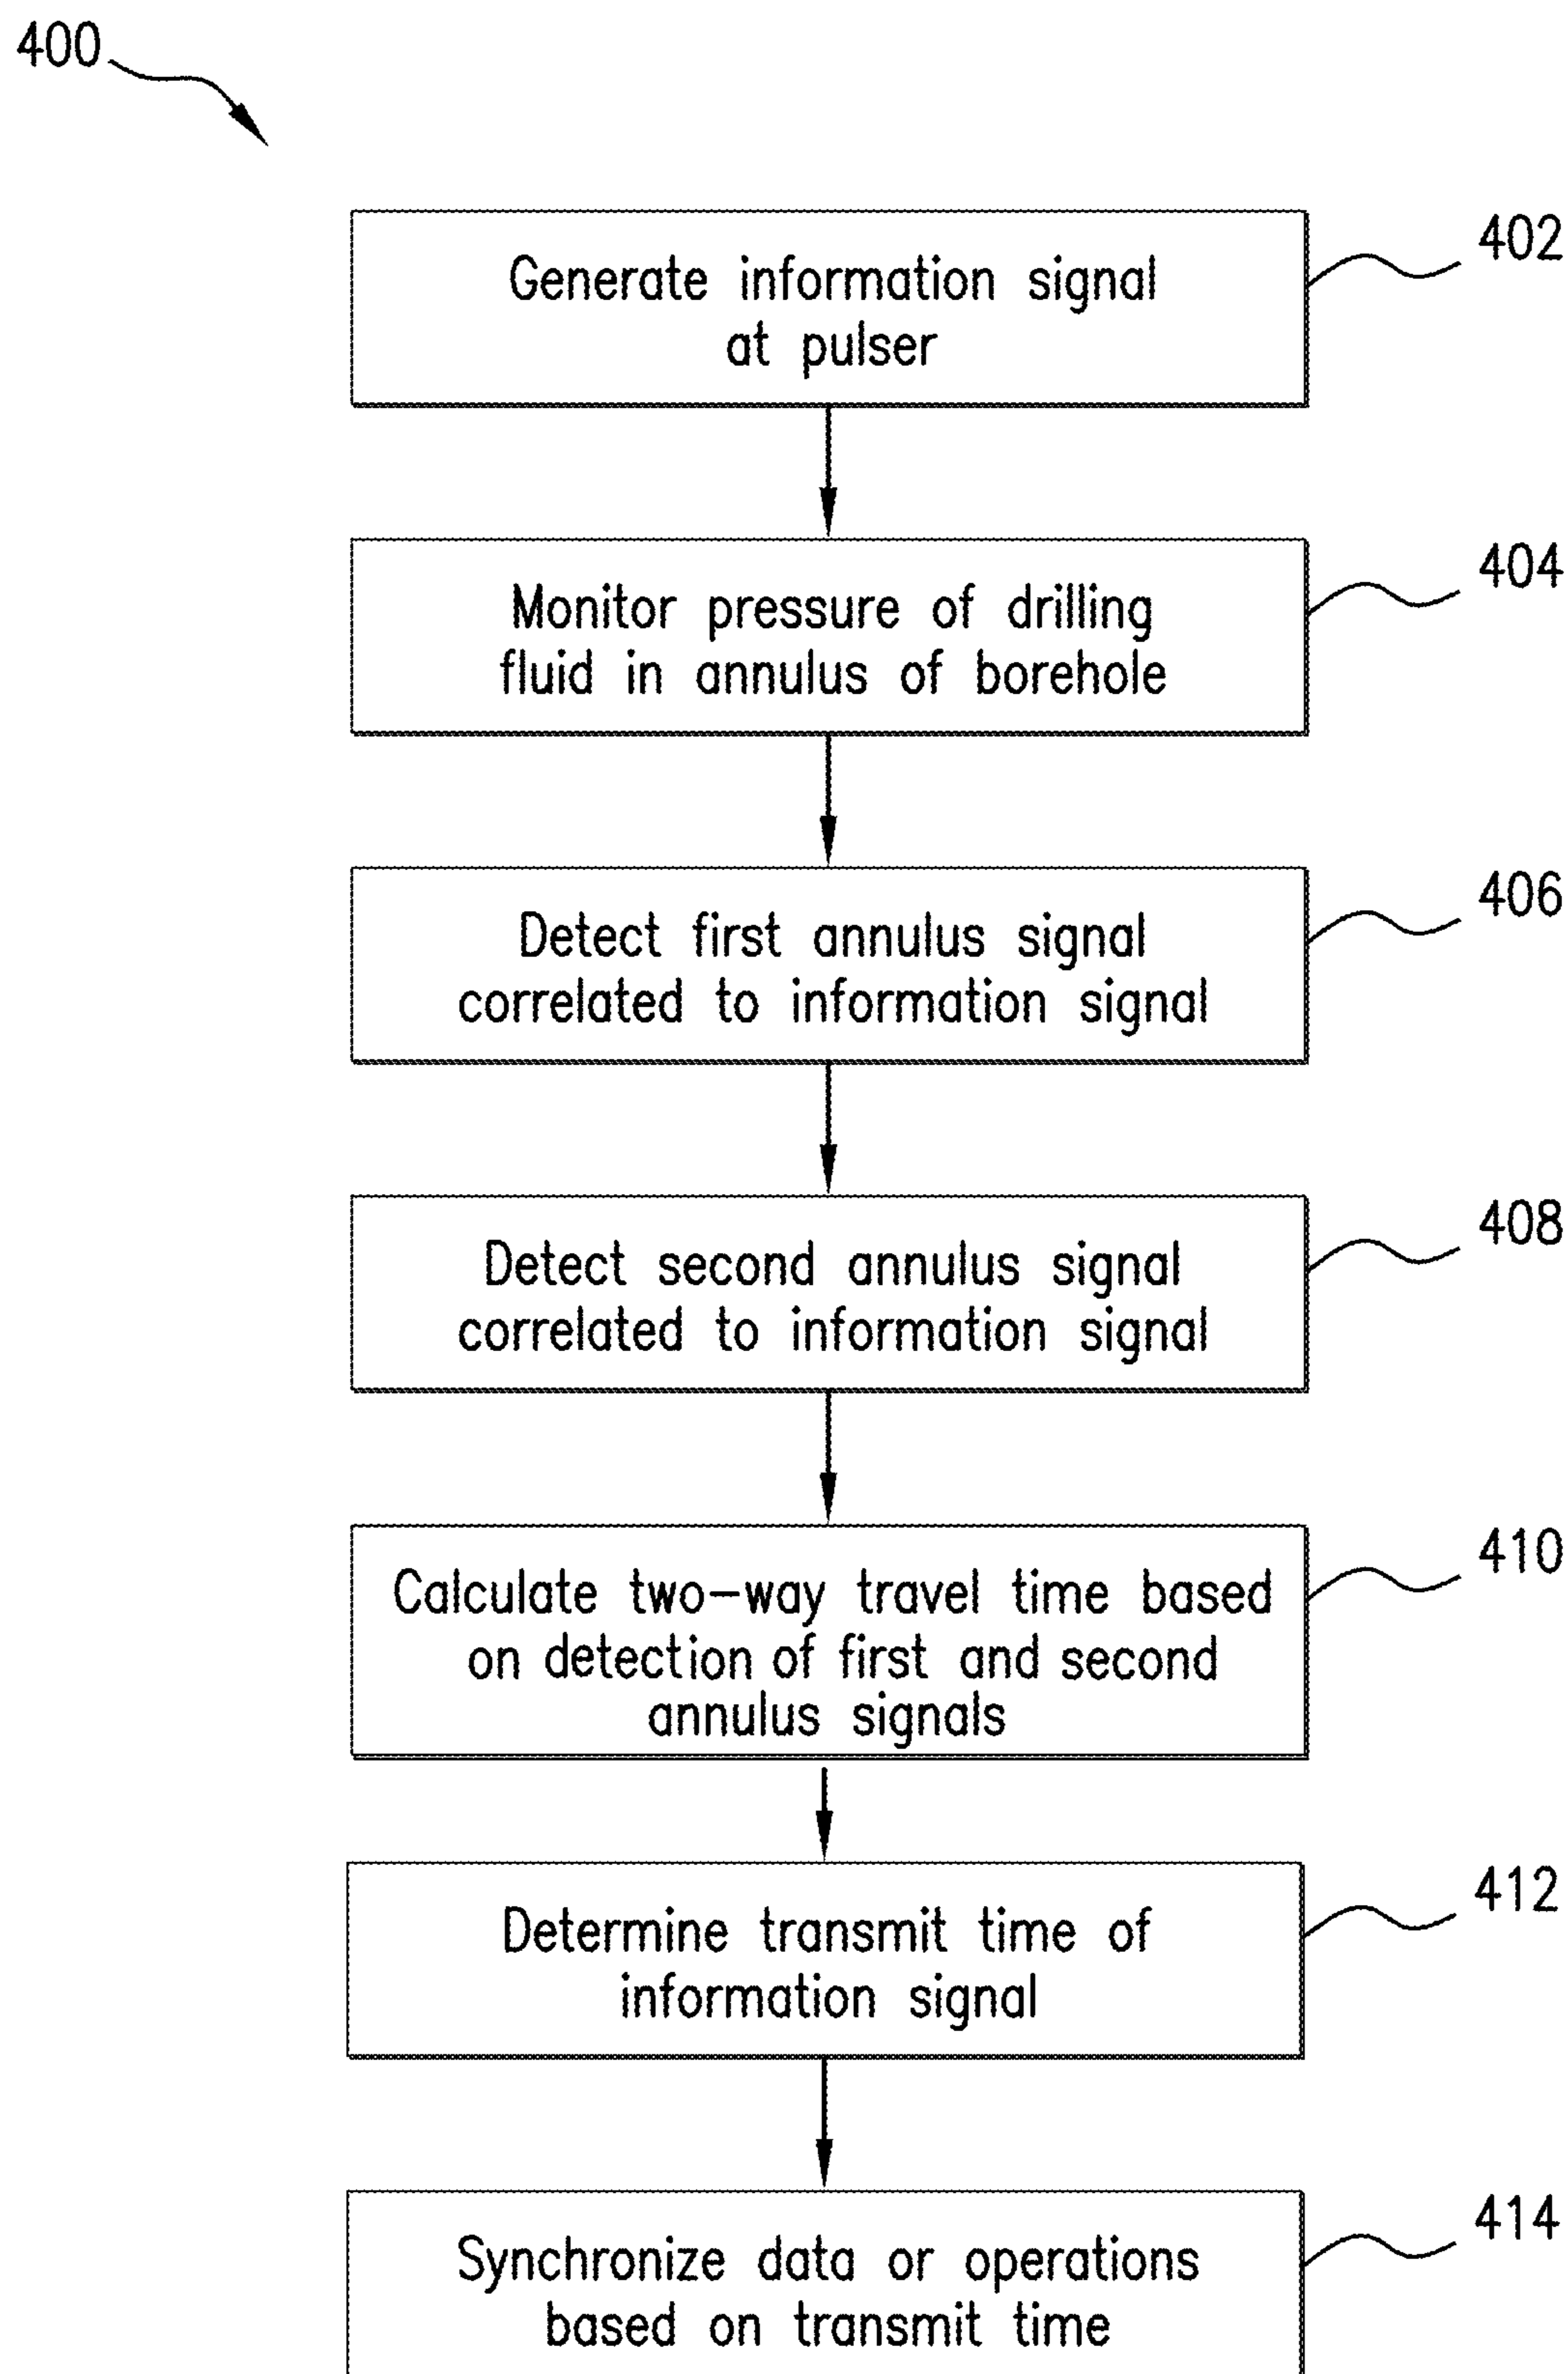 400
Generate information signal
at pulser
402
Monitor pressure of drilling
fluid in annulus of borehole
404
Detect first annulus signal
correlated to information signal
406
Detect second annulus signal
correlated to information signal
408
Calculate two-way travel time based
on detection of first and second
annulus signals
410
Determine transmit time of
information signal
412
Synchronize data or operations
based on transmit time
414